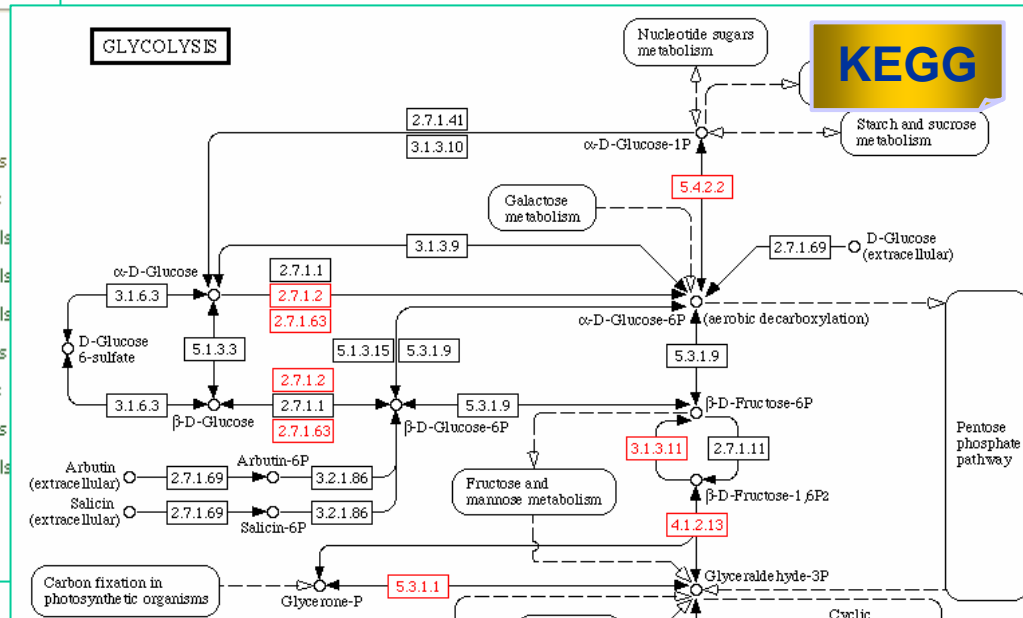 GLYCOLYSIS
Nucleotide sugars
metabolism
KEGG
2.7.1.41
3.1.3.10
α-D-Glucose-1P
Starch and sucrose
metabolism
5.4.2.2
Galactose
metabolism
3.1.3.9
2.7.1.69
D-Glucose
(extracellular)
α-D-Glucose
2.7.1.1
3.1.6.3
2.7.1.2
2.7.1.63
α-D-Glucose-6P
(aerobic decarboxylation)
D-Glucose
6-sulfate
5.1.3.3
5.1.3.15
5.3.1.9
5.3.1.9
2.7.1.2
3.1.6.3
2.7.1.1
2.7.1.63
β-D-Glucose
β-D-Glucose-6P
5.3.1.9
β-D-Fructose-6P
3.1.3.11
2.7.1.11
Pentose
phosphate
pathway
Arbutin
(extracellular)
2.7.1.69
Arbutin-6P
3.2.1.86
Salicin
(extracellular)
2.7.1.69
Salicin-6P
3.2.1.86
Fructose and
mannose metabolism
β-D-Fructose-1,6P2
4.1.2.13
Carbon fixation in
photosynthetic organisms
Glycerone-P
5.3.1.1
Glyceraldehyde-3P
Cyclic